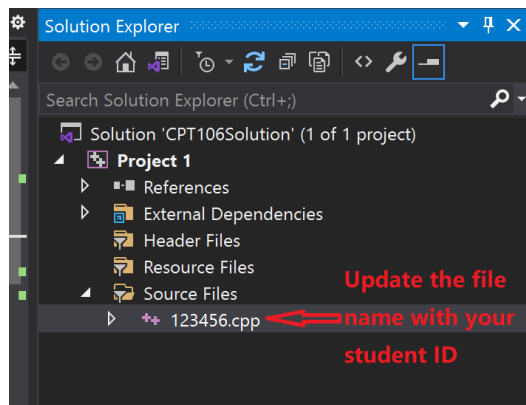 Solution Explorer
Search Solution Explorer (Ctrl+;)
Solution 'CPT106Solution' (1 of 1 project)
Project 1
References
External Dependencies
Header Files
Resource Files
Source Files
123456.cpp
Update the file
name with your
student ID